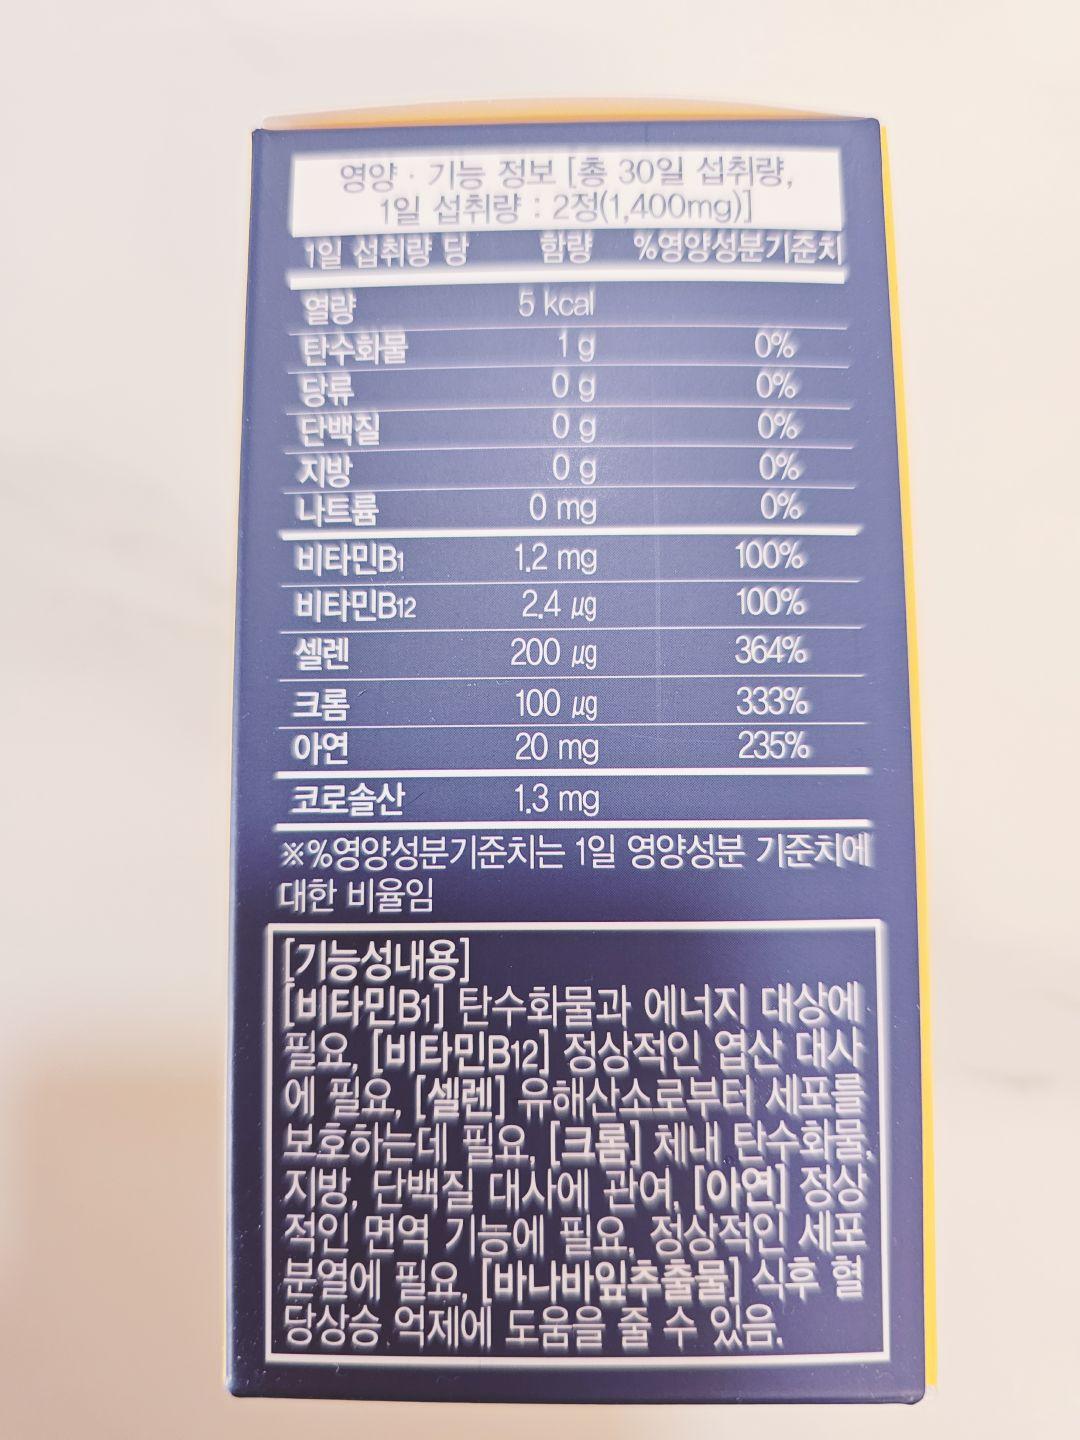 영양 · 기능 정보 [총 30일 섭취량,
1일 섭취량 : 2정(1,400mg)]
1일 섭취량 당 함량 %영양성분기준치
열량 5 kcal
탄수화물 1 g 0%
당류 0 g 0%
단백질 0 g 0%
지방 0 g 0%
나트륨 0 mg 0%
비타민B1 1.2 mg 100%
비타민B12 2.4 ㎍ 100%
셀렌 200 ㎍ 364%
크롬 100 ㎍ 333%
아연 20 mg 235%
코로솔산 1.3 mg
※%영양성분기준치는 1일 영양성분 기준치에
대한 비율임
[기능성내용]
[비타민B1] 탄수화물과 에너지 대상에
필요, [비타민B12] 정상적인 엽산 대사
에 필요, [셀렌] 유해산소로부터 세포를
보호하는데 필요, [크롬] 체내 탄수화물,
지방, 단백질 대사에 관여, [아연] 정상
적인 면역 기능에 필요, 정상적인 세포
분열에 필요, [바나바잎추출물] 식후 혈
당상승 억제에 도움을 줄 수 있음.